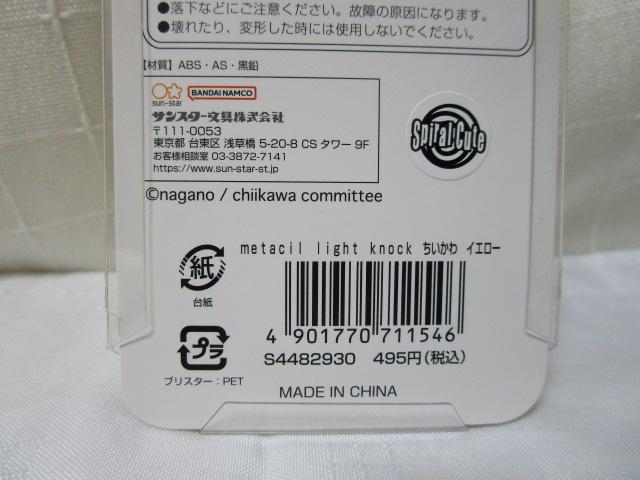 ●落下などにご注意ください。故障の原因になります。
●壊れたり、変形した時には使用しないでください。
【材質】ABS・AS・黒鉛
sun-star
BANDAI NAMCO
サンスター文具株式会社
〒111-0053
東京都 台東区 浅草橋 5-20-8 CS タワー 9F
お客様相談室 03-3872-7141
https://www.sun-star-st.jp
Spiral Cute
©nagano / chiikawa committee
metacil light knock ちいかわ イエロー
紙
台紙
4 901770 711546
プラ
S4482930 495円(税込)
ブリスター：PET
MADE IN CHINA